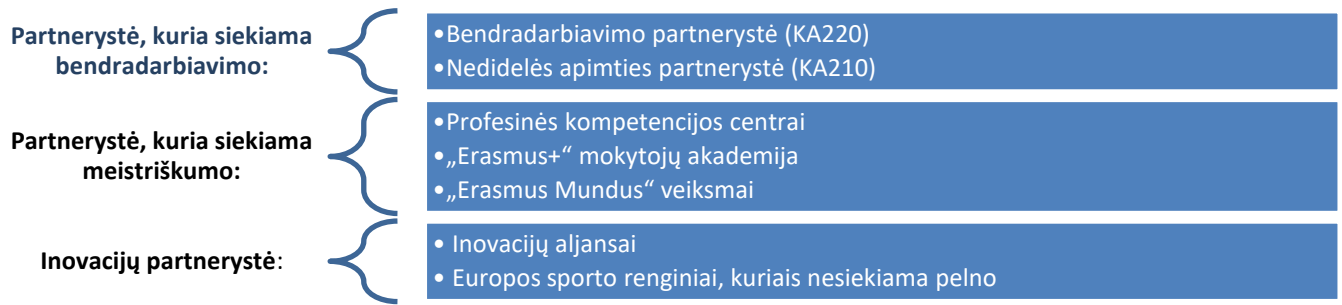 Partnerystė, kuria siekiama
bendradarbiavimo:
•Bendradarbiavimo partnerystė (KA220)
•Nedidelės apimties partnerystė (KA210)
Partnerystė, kuria siekiama
meistriškumo:
•Profesinės kompetencijos centrai
•„Erasmus+“ mokytojų akademija
•„Erasmus Mundus“ veiksmai
Inovacijų partnerystė:
• Inovacijų aljansai
• Europos sporto renginiai, kuriais nesiekiama pelno